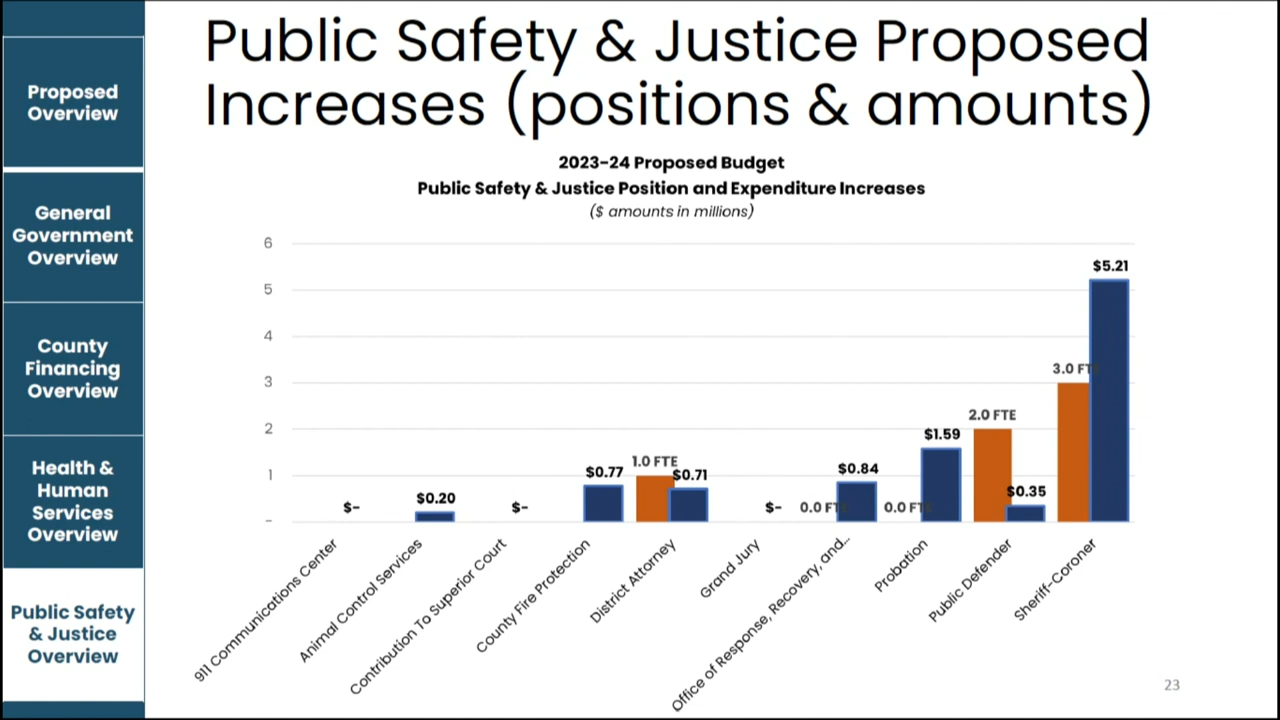 Public Safety & Justice Proposed
Increases (positions & amounts)
Proposed
Overview
General
Government
Overview
County
Financing
Overview
Health &
Human
Services
Overview
Public Safety
& Justice
Overview
2023-24 Proposed Budget
Public Safety & Justice Position and Expenditure Increases
($ amounts in millions)
6
5
4
3
2
1
-
$-
$0.20
$-
$0.77
1.0 FTE
$0.71
$-
0.0 FTE
$0.84
0.0 FTE
$1.59
2.0 FTE
$0.35
3.0 FTE
$5.21
911 Communications Center
Animal Control Services
Contribution To Superior Court
County Fire Protection
District Attorney
Grand Jury
Office of Response, Recovery, and...
Probation
Public Defender
Sheriff-Coroner
23